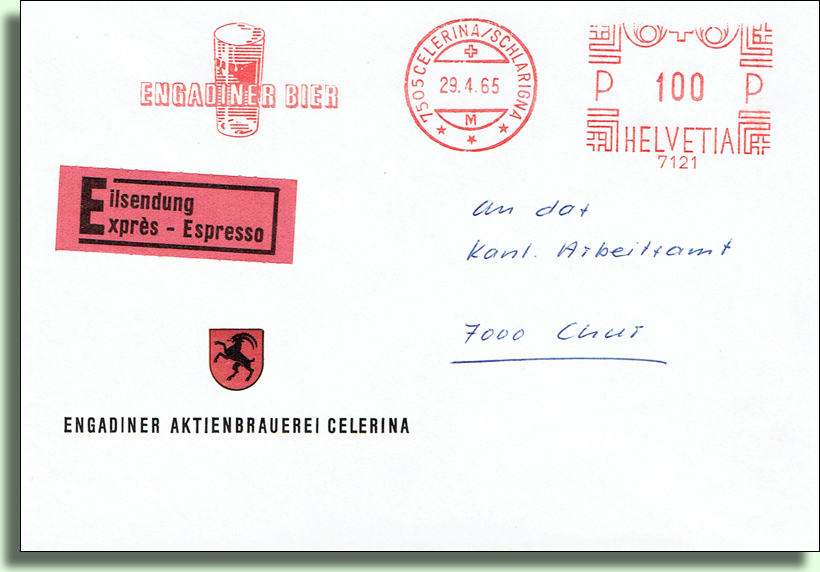 ENGADINER BIER
7505 CELERINA/SCHLARIGNA
29.4.65
M
P 100 P
HELVETIA
7121
Eilsendung
Exprès - Espresso
An das
Kant. Arbeitsamt
7000 Chur
ENGADINER AKTIENBRAUEREI CELERINA